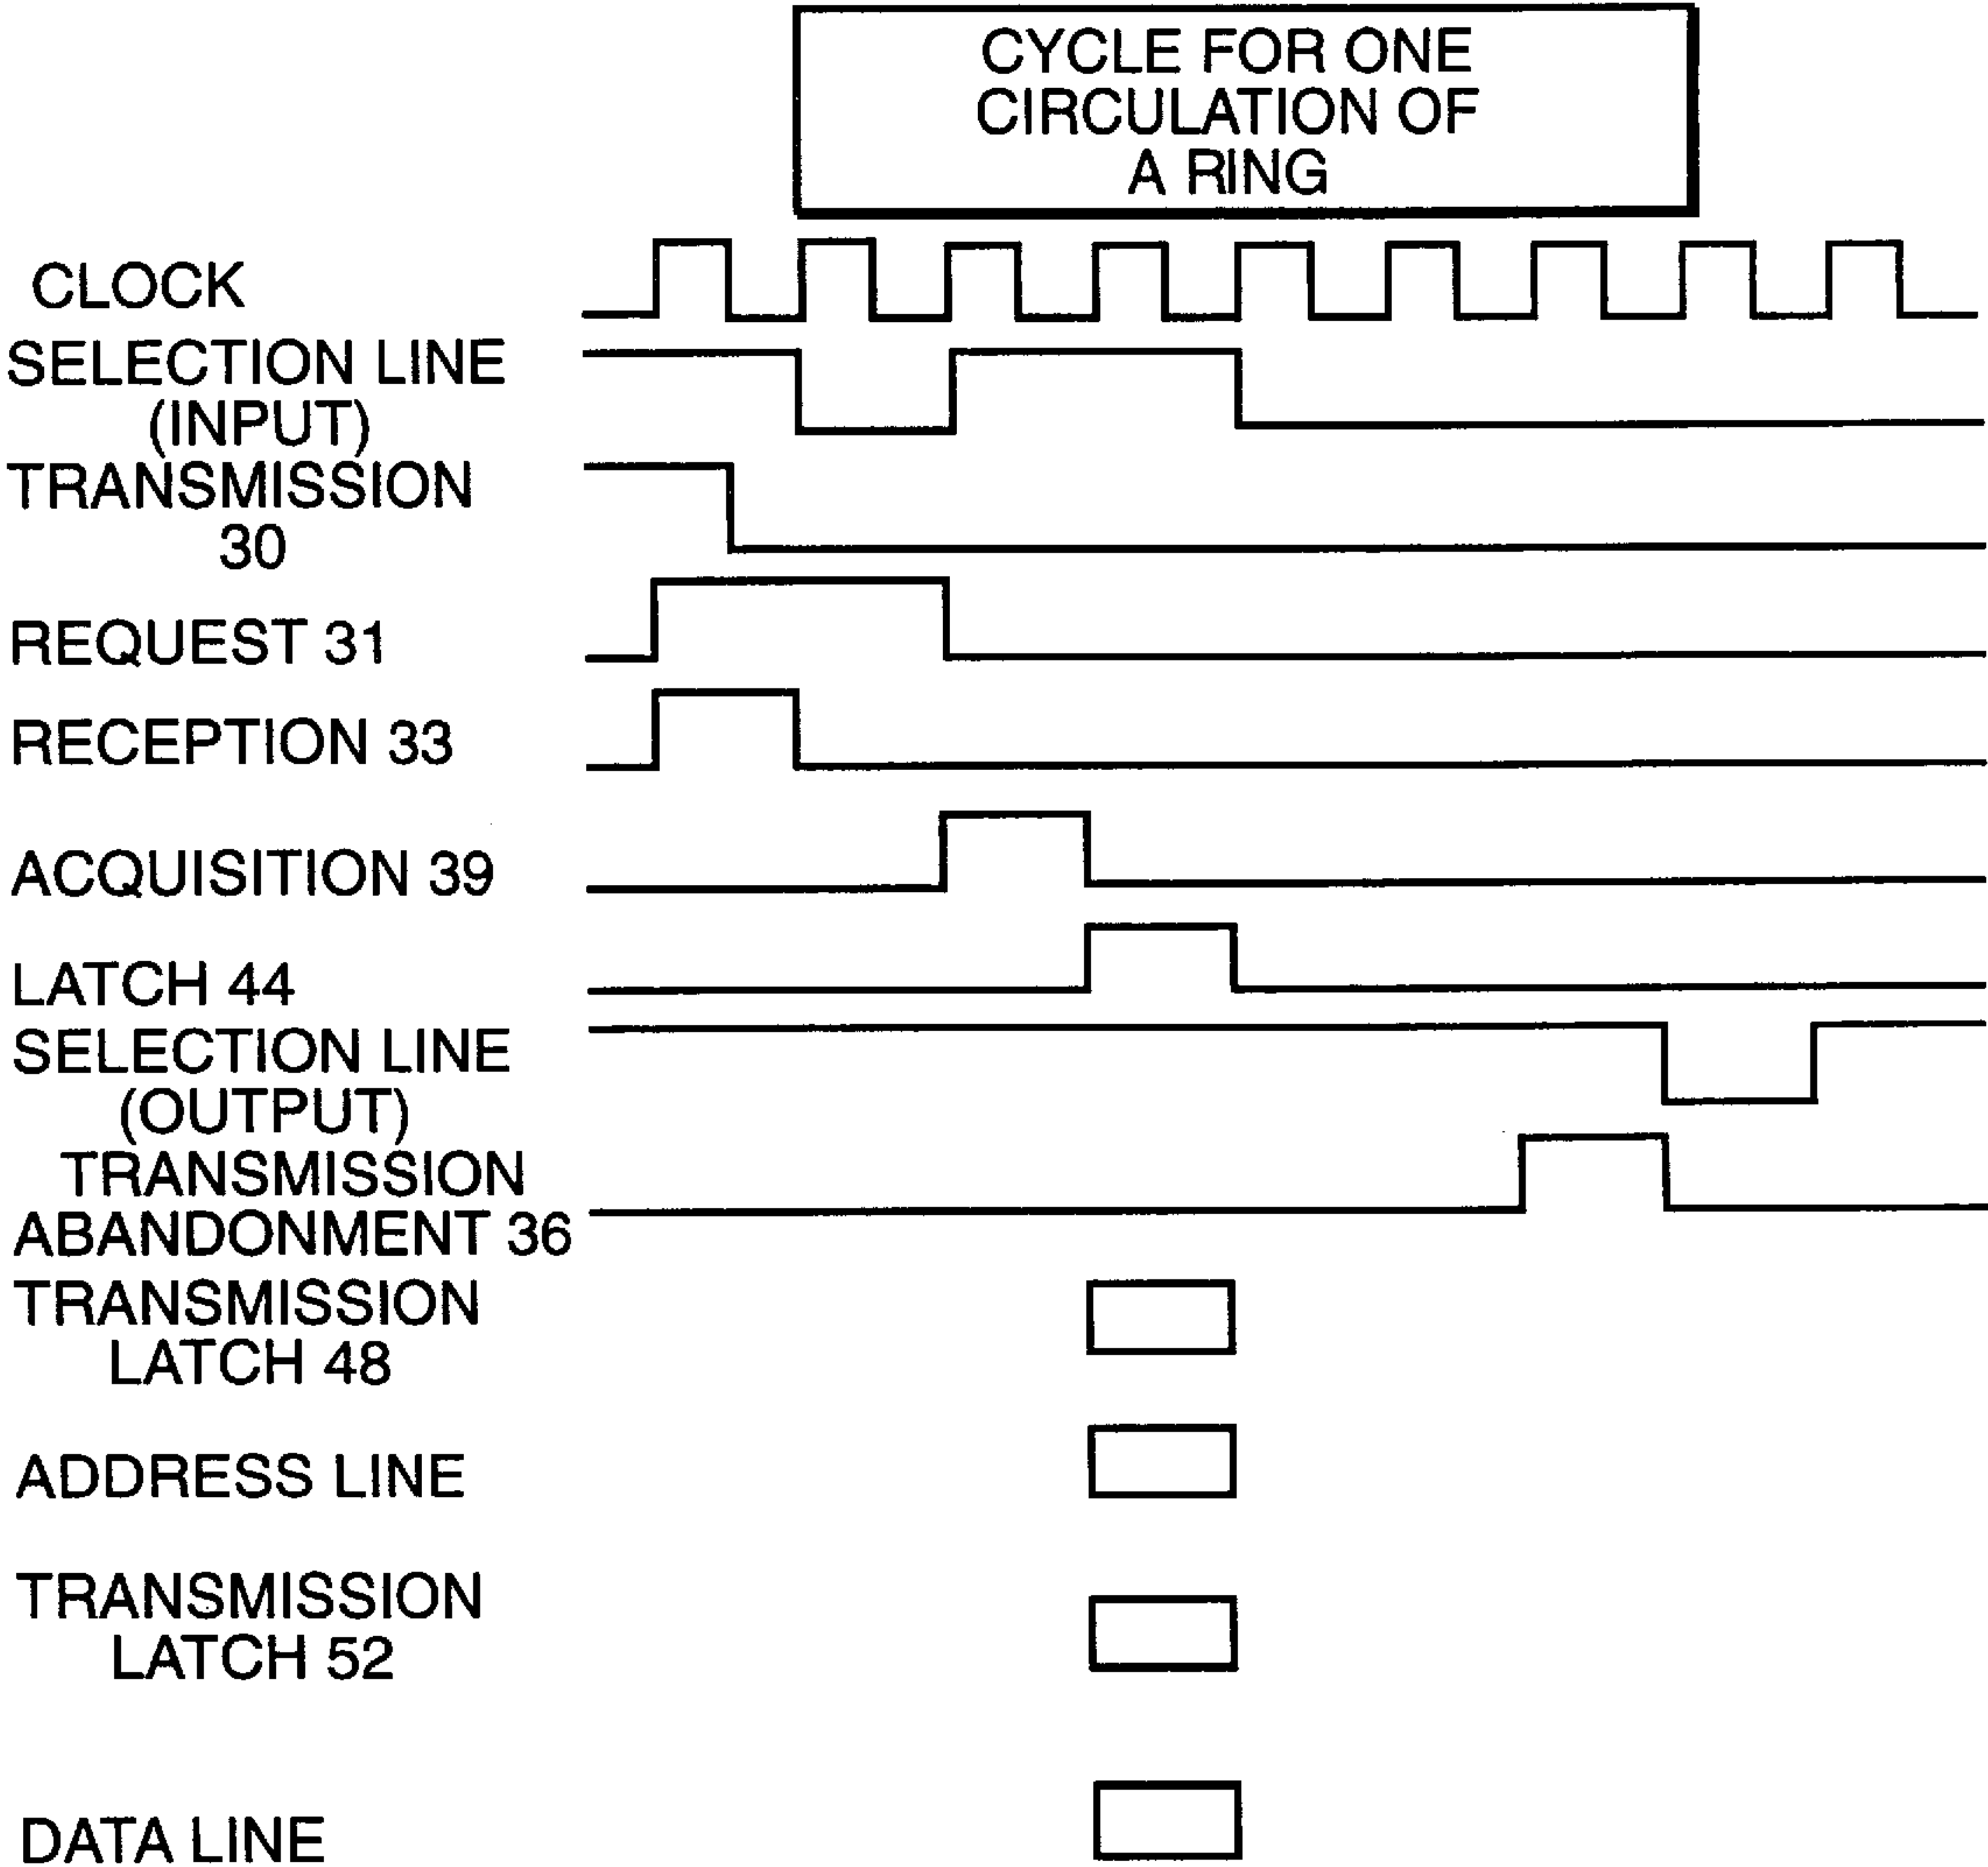 CYCLE FOR ONE
CIRCULATION OF
A RING
CLOCK
SELECTION LINE
(INPUT)
TRANSMISSION
30
REQUEST 31
RECEPTION 33
ACQUISITION 39
LATCH 44
SELECTION LINE
(OUTPUT)
TRANSMISSION
ABANDONMENT 36
TRANSMISSION
LATCH 48
ADDRESS LINE
TRANSMISSION
LATCH 52
DATA LINE